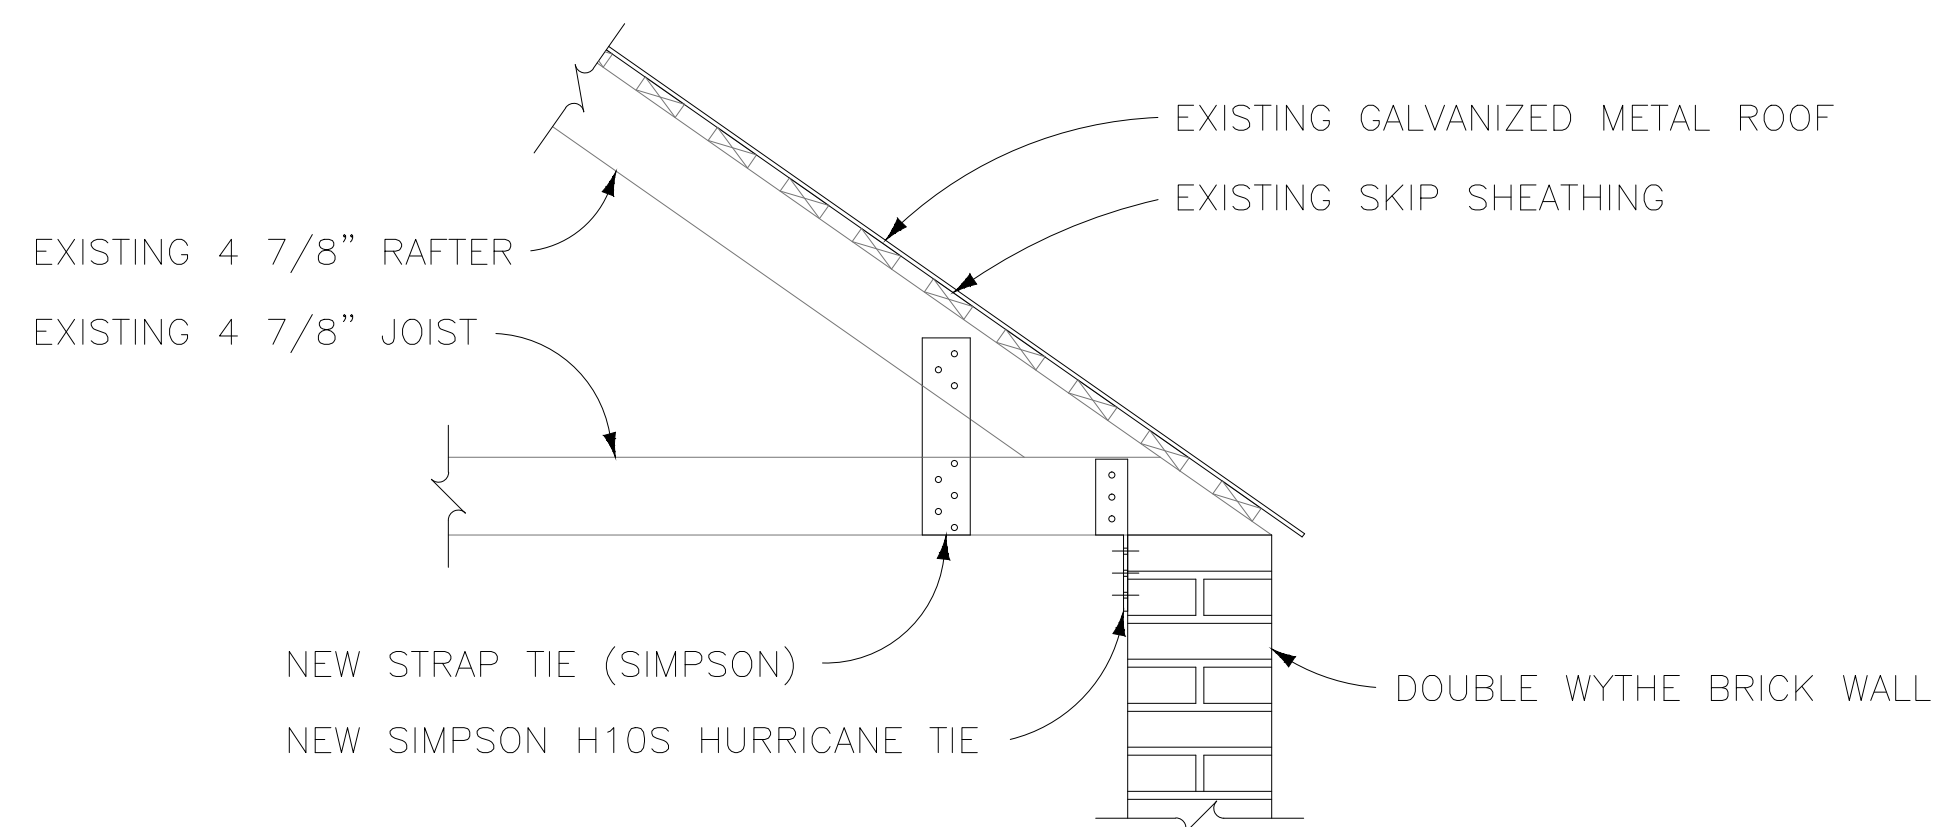 EXISTING GALVANIZED METAL ROOF
EXISTING SKIP SHEATHING
EXISTING 4 7/8” RAFTER
EXISTING 4 7/8” JOIST
NEW STRAP TIE (SIMPSON)
DOUBLE WYTHE BRICK WALL
NEW SIMPSON H10S HURRICANE TIE